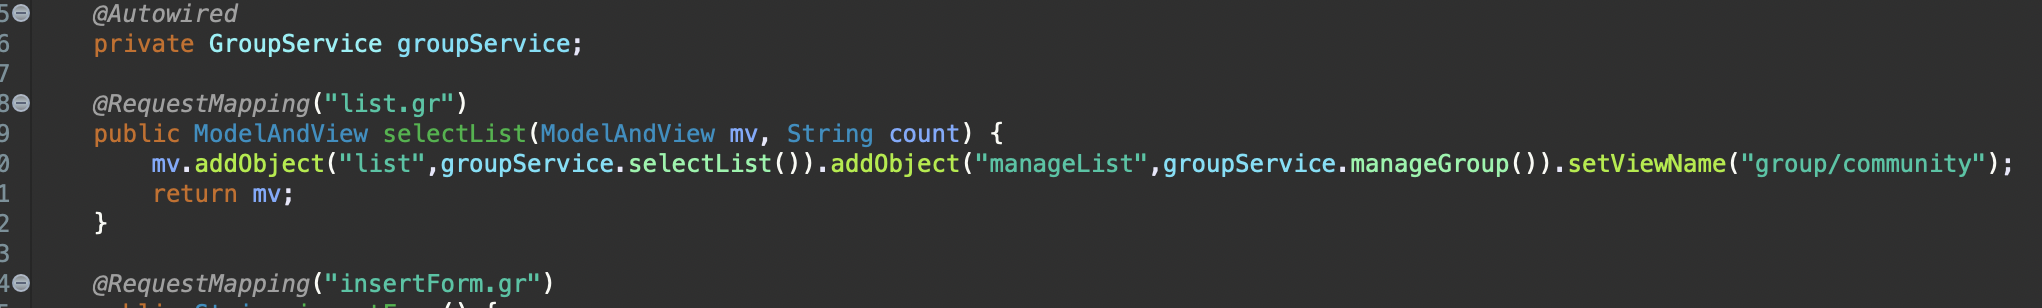 5 @Autowired
6 private GroupService groupService;
7
8 @RequestMapping("list.gr")
9 public ModelAndView selectList(ModelAndView mv, String count) {
0 mv.addObject("list",groupService.selectList()).addObject("manageList",groupService.manageGroup()).setViewName("group/community");
1 return mv;
2 }
3
4 @RequestMapping("insertForm.gr")